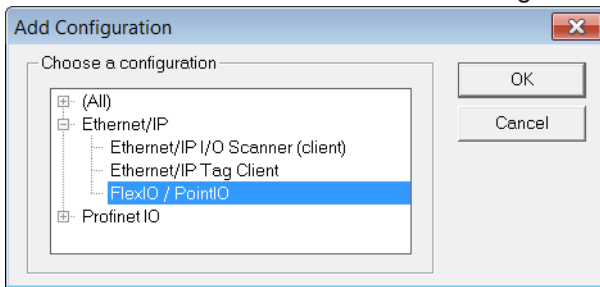 Add Configuration
Choose a configuration
(All)
Ethernet/IP
Ethernet/IP I/O Scanner (client)
Ethernet/IP Tag Client
FlexIO / PointIO
Profinet IO
OK
Cancel